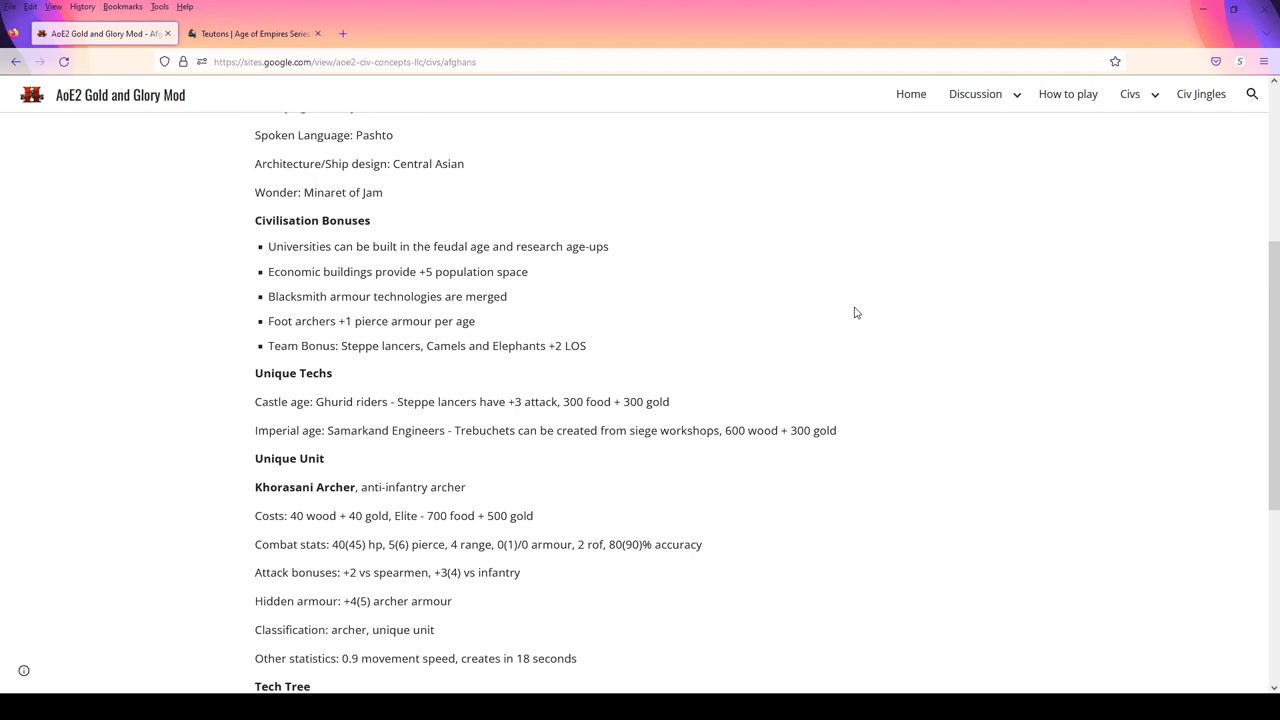 File Edit View History Bookmarks Tools Help
AoE2 Gold and Glory Mod - Afg
Teutons | Age of Empires Series
https://sites.google.com/view/aoe2-civ-concepts-llc/civs/afghans
AoE2 Gold and Glory Mod
Home Discussion How to play Civs Civ Jingles
Spoken Language: Pashto
Architecture/Ship design: Central Asian
Wonder: Minaret of Jam
Civilisation Bonuses
Universities can be built in the feudal age and research age-ups
Economic buildings provide +5 population space
Blacksmith armour technologies are merged
Foot archers +1 pierce armour per age
Team Bonus: Steppe lancers, Camels and Elephants +2 LOS
Unique Techs
Castle age: Ghurid riders - Steppe lancers have +3 attack, 300 food + 300 gold
Imperial age: Samarkand Engineers - Trebuchets can be created from siege workshops, 600 wood + 300 gold
Unique Unit
Khorasani Archer, anti-infantry archer
Costs: 40 wood + 40 gold, Elite - 700 food + 500 gold
Combat stats: 40(45) hp, 5(6) pierce, 4 range, 0(1)/0 armour, 2 rof, 80(90)% accuracy
Attack bonuses: +2 vs spearmen, +3(4) vs infantry
Hidden armour: +4(5) archer armour
Classification: archer, unique unit
Other statistics: 0.9 movement speed, creates in 18 seconds
Tech Tree